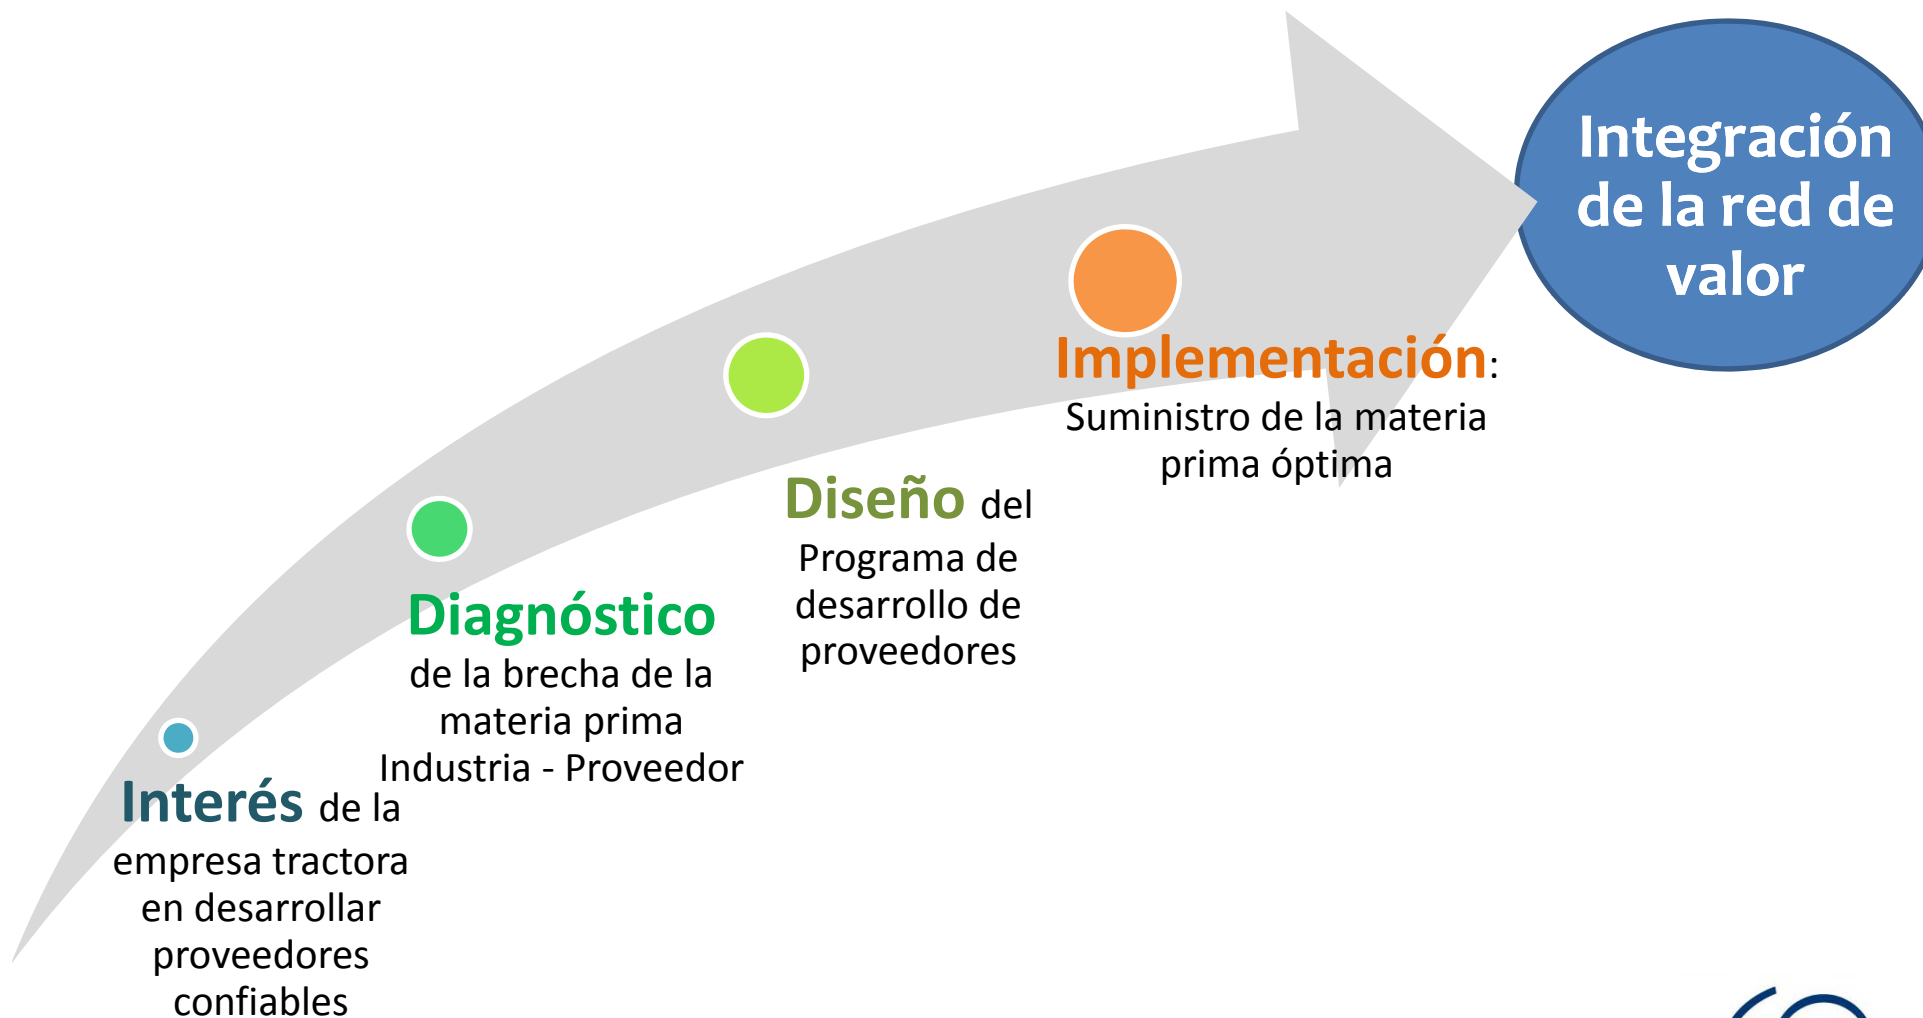 Interés de la
empresa tractora
en desarrollar
proveedores
confiables
Diagnóstico
de la brecha de la
materia prima
Industria - Proveedor
Diseño del
Programa de
desarrollo de
proveedores
Implementación:
Suministro de la materia
prima óptima
Integración
de la red de
valor